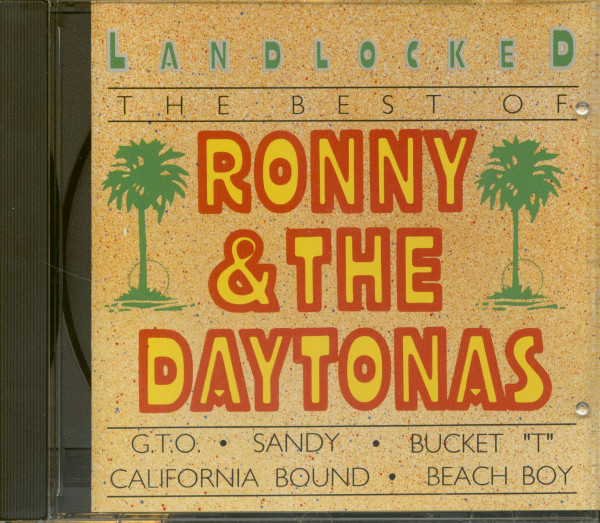 LANDLOCKED
THE BEST OF
RONNY
& THE
DAYTONAS
G.T.O. • SANDY • BUCKET "T"
CALIFORNIA BOUND • BEACH BOY